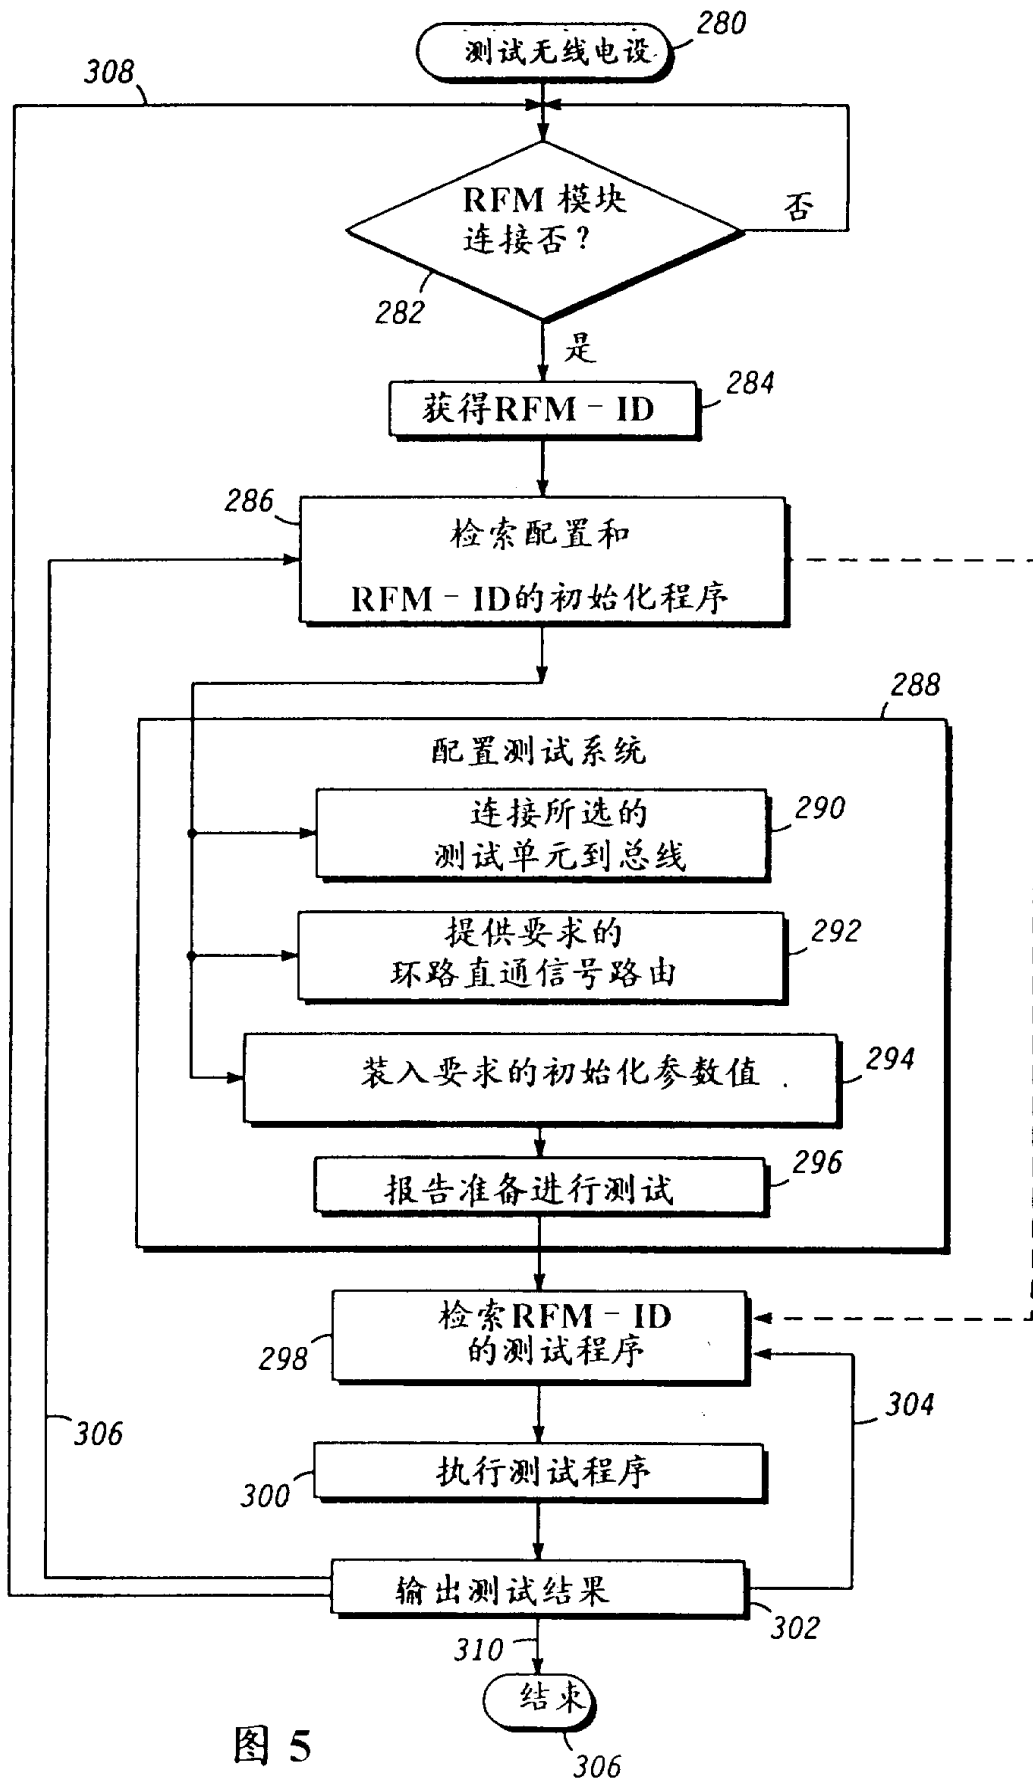 测试无线电设
280
308
RFM 模块
连接否?
否
282
是
获得RFM-ID
284
286
检索配置和
RFM-ID的初始化程序
288
配置测试系统
连接所选的
测试单元到总线
290
提供要求的
环路直通信号路由
292
装入要求的初始化参数值
294
报告准备进行测试
296
检索RFM-ID
的测试程序
298
304
306
执行测试程序
300
输出测试结果
302
310
结束
306
图 5